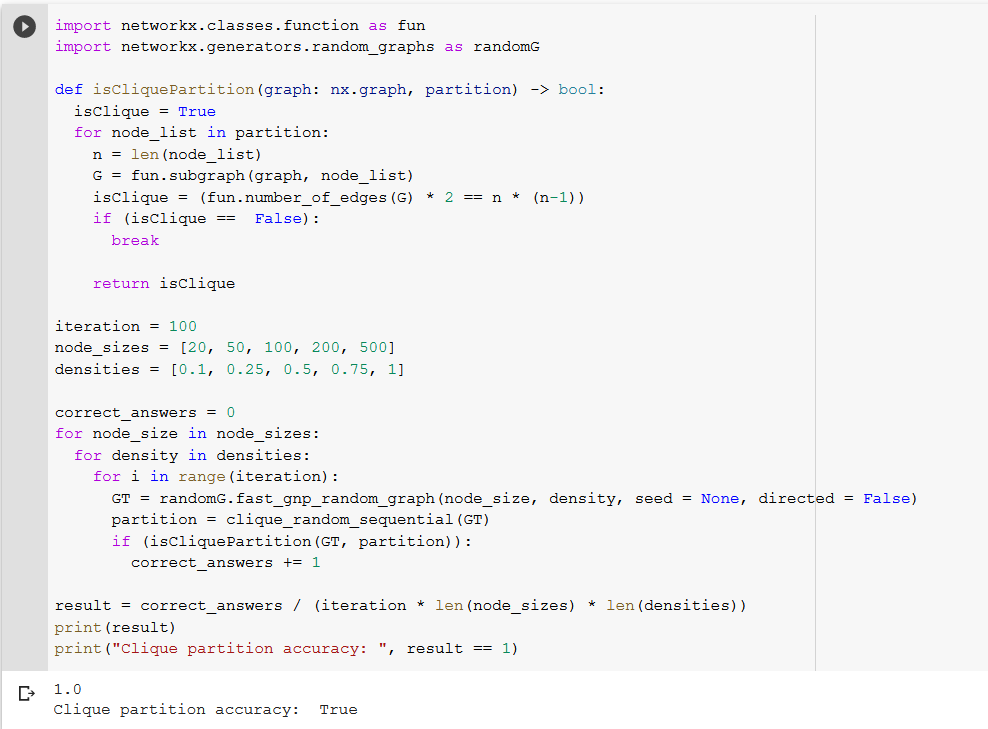 import networkx.classes.function as fun
import networkx.generators.random_graphs as randomG

def isCliquePartition(graph: nx.graph, partition) -> bool:
  isClique = True
  for node_list in partition:
    n = len(node_list)
    G = fun.subgraph(graph, node_list)
    isClique = (fun.number_of_edges(G) * 2 == n * (n-1))
    if (isClique ==  False):
      break

    return isClique

iteration = 100
node_sizes = [20, 50, 100, 200, 500]
densities = [0.1, 0.25, 0.5, 0.75, 1]

correct_answers = 0
for node_size in node_sizes:
  for density in densities:
    for i in range(iteration):
      GT = randomG.fast_gnp_random_graph(node_size, density, seed = None, directed = False)
      partition = clique_random_sequential(GT)
      if (isCliquePartition(GT, partition)):
        correct_answers += 1

result = correct_answers / (iteration * len(node_sizes) * len(densities))
print(result)
print("Clique partition accuracy: ", result == 1)

1.0
Clique partition accuracy:  True